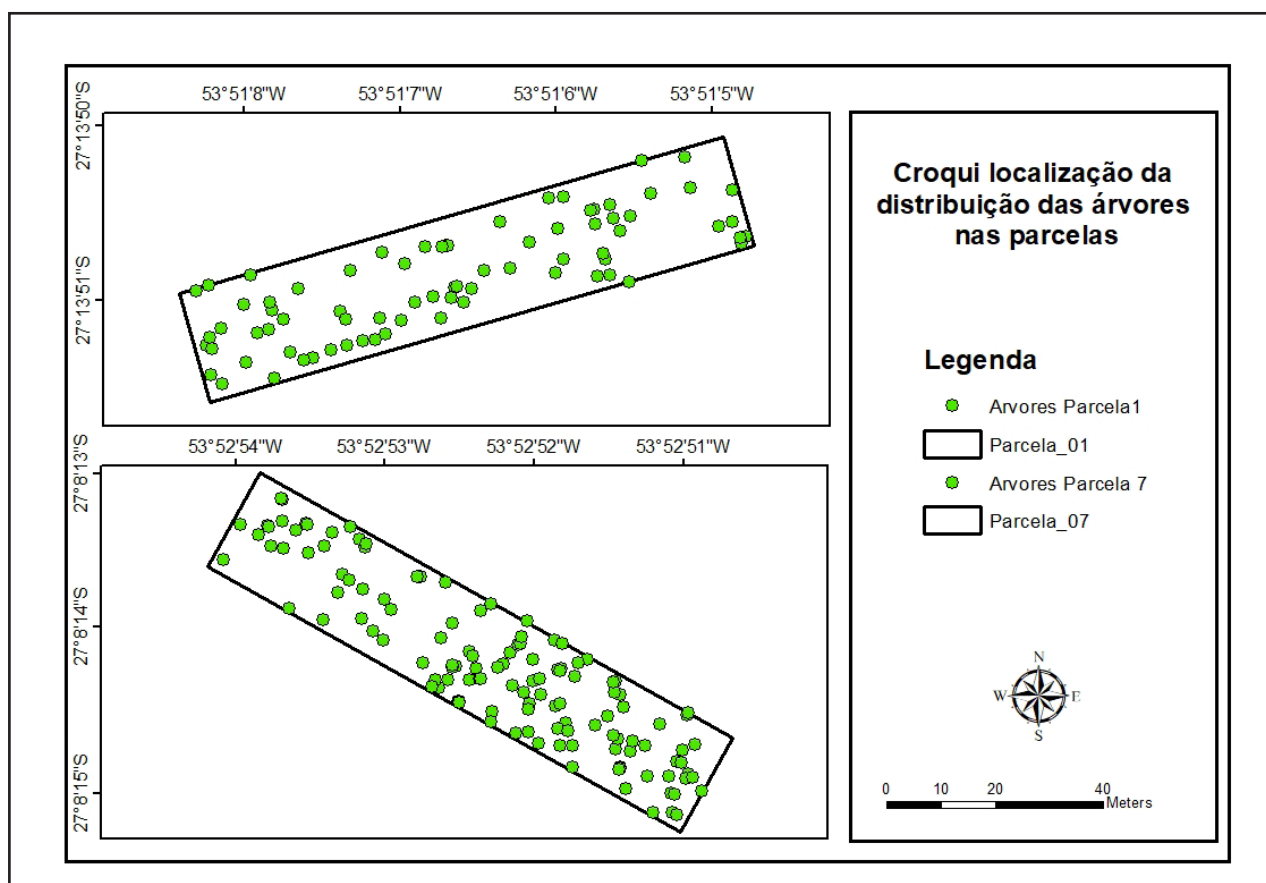 53°51'8"W 53°51'7"W 53°51'6"W 53°51'5"W
27°13'50"S
27°13'51"S
53°52'54"W 53°52'53"W 53°52'52"W 53°52'51"W
27°8'13"S
27°8'14"S
27°8'15"S
Croqui localização da
distribuição das árvores
nas parcelas
Legenda
Arvores Parcela1
Parcela_01
Arvores Parcela 7
Parcela_07
N
W E
S
0 10 20 40
Meters